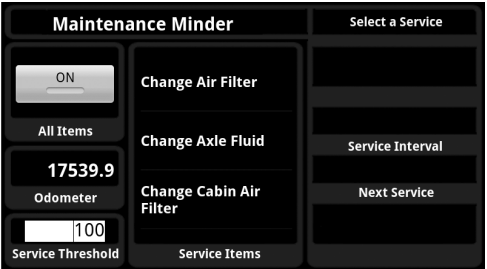 Maintenance Minder
Select a Service
ON
All Items
17539.9
Odometer
100
Service Threshold
Change Air Filter
Change Axle Fluid
Change Cabin Air
Filter
Service Items
Service Interval
Next Service